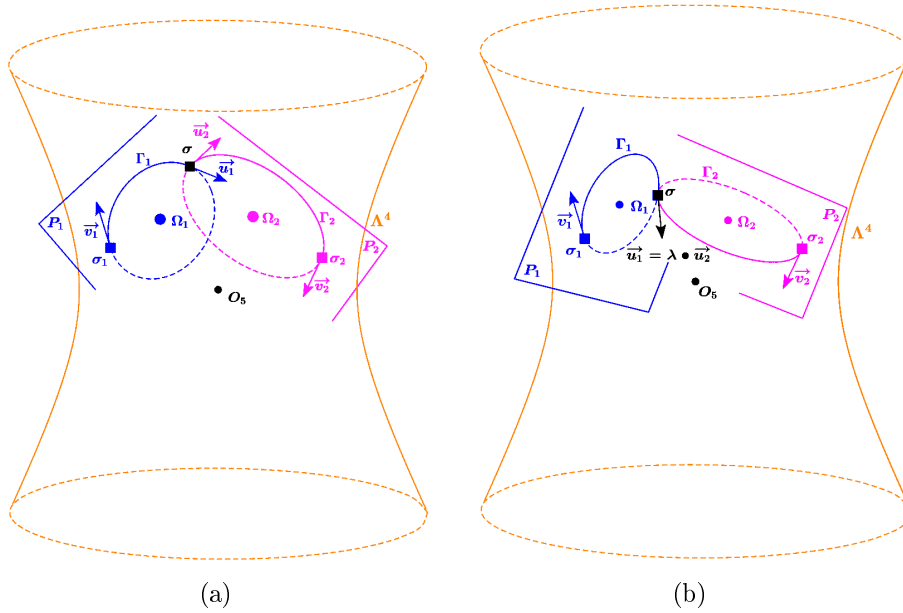 σ
u₂
Γ₁
u₁
P₁
v₁
Ω₁
Ω₂
Γ₂
P₂
Λ⁴
σ₁
σ₂
v₂
O₅
(a)
Γ₁
Γ₂
σ
P₂
v₁
Ω₁
Ω₂
Λ⁴
σ₁
σ₂
u₁ = λ • u₂
P₁
v₂
O₅
(b)